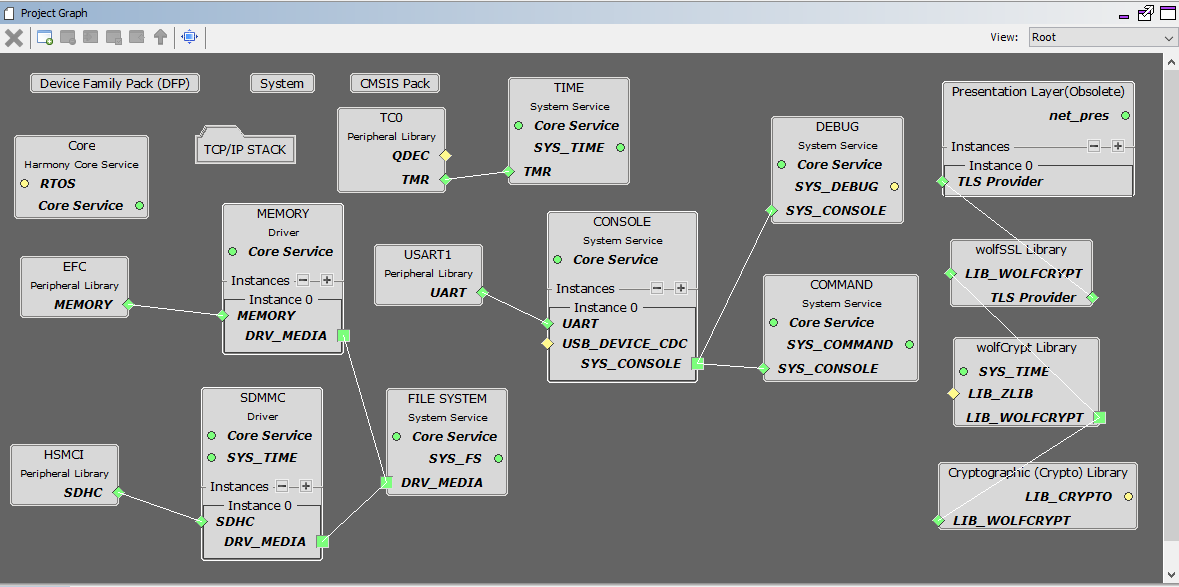 Project Graph
View:
Root
Device Family Pack (DFP)
System
CMSIS Pack
Core
Harmony Core Service
RTOS
Core Service
TCP/IP STACK
TC0
Peripheral Library
QDEC
TMR
TIME
System Service
Core Service
SYS_TIME
TMR
EFC
Peripheral Library
MEMORY
MEMORY
Driver
Core Service
Instances
Instance 0
MEMORY
DRV_MEDIA
USART1
Peripheral Library
UART
CONSOLE
System Service
Core Service
Instances
Instance 0
UART
USB_DEVICE_CDC
SYS_CONSOLE
DEBUG
System Service
Core Service
SYS_DEBUG
SYS_CONSOLE
COMMAND
System Service
Core Service
SYS_COMMAND
SYS_CONSOLE
HSMCI
Peripheral Library
SDHC
SDMMC
Driver
Core Service
SYS_TIME
Instances
Instance 0
SDHC
DRV_MEDIA
FILE SYSTEM
System Service
Core Service
SYS_FS
DRV_MEDIA
Presentation Layer(Obsolete)
net_pres
Instances
Instance 0
TLS Provider
wolfSSL Library
LIB_WOLFCRYPT
TLS Provider
wolfCrypt Library
SYS_TIME
LIB_ZLIB
LIB_WOLFCRYPT
Cryptographic (Crypto) Library
LIB_CRYPTO
LIB_WOLFCRYPT